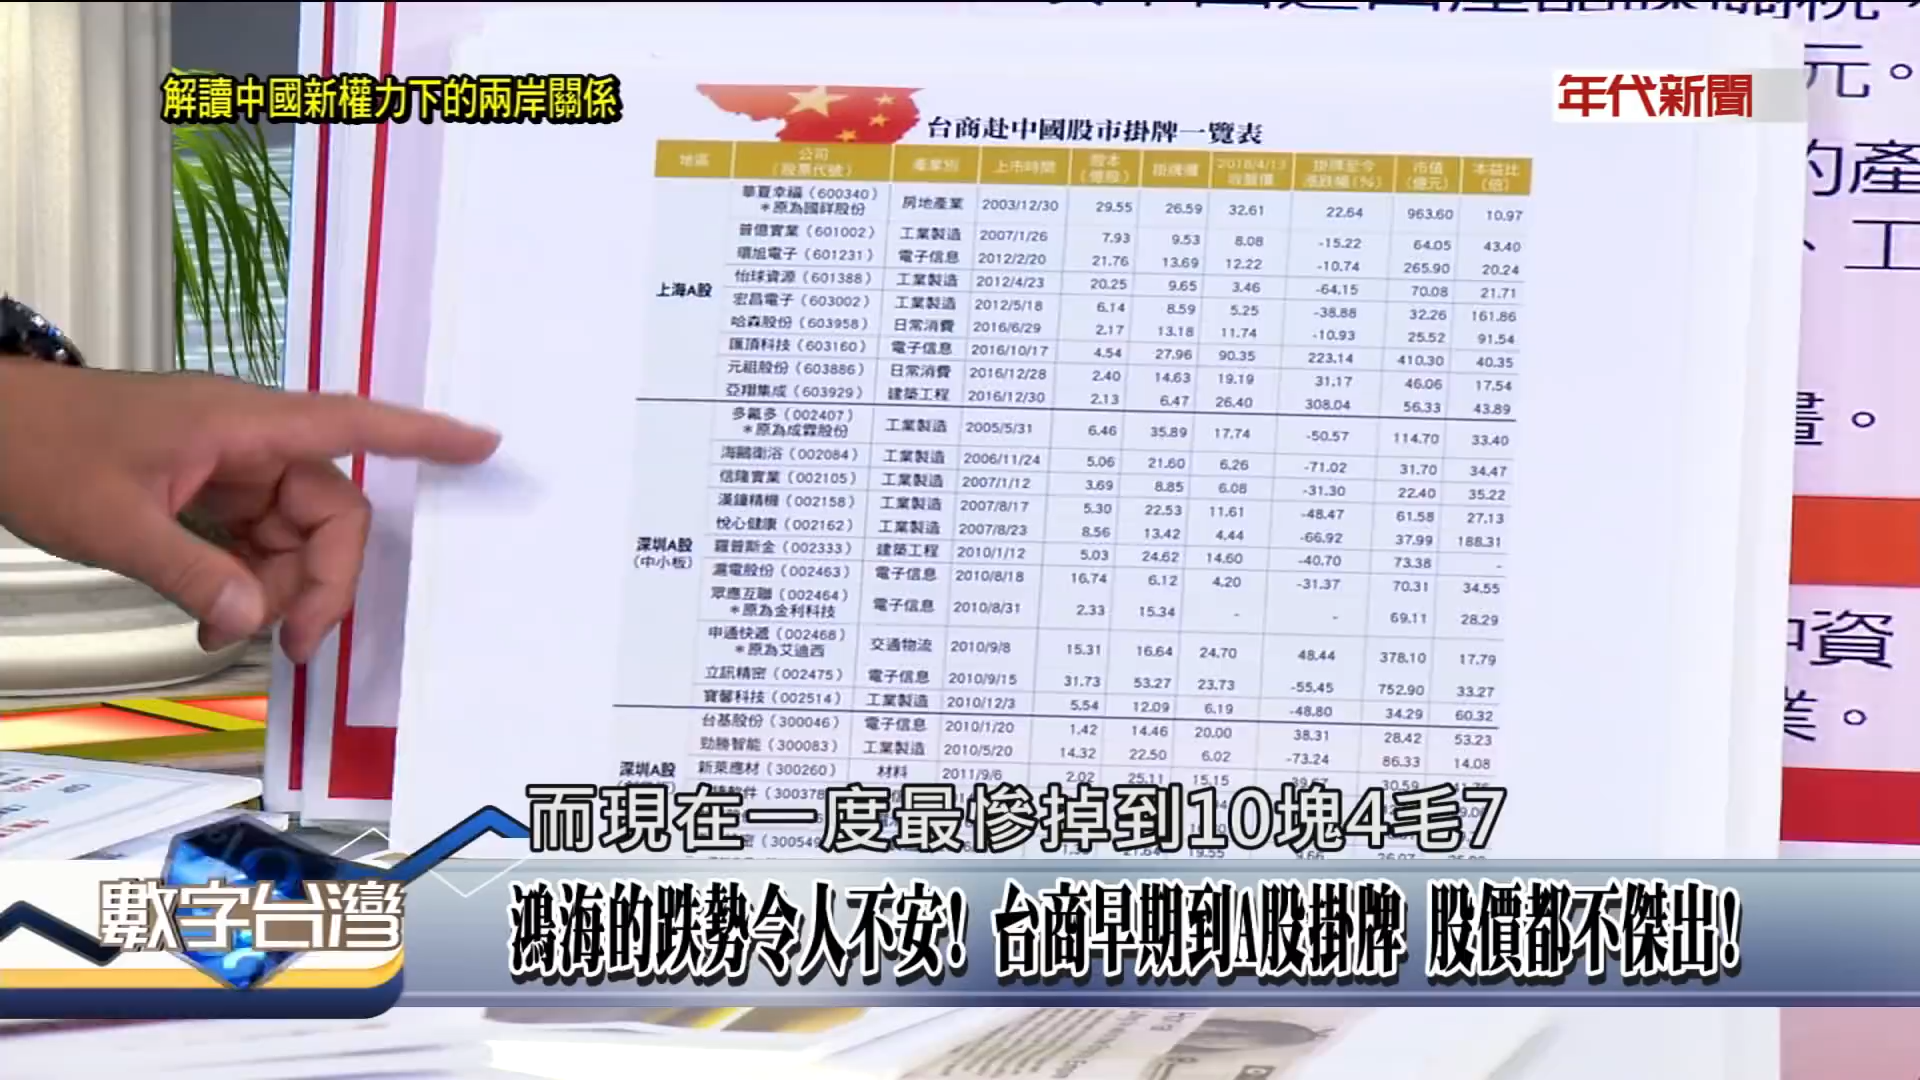 解讀中國新權力下的兩岸關係
年代新聞
元。
的產
、工
畫。
中資
業。
台商赴中國股市掛牌一覽表
地區 公司（股票代號） 產業別 上市時間 股本（億股） 掛牌價 2018/4/13收盤價 掛牌至今漲跌幅（%） 市值（億元） 本益比（倍）
上海A股
華夏幸福（600340）＊原為國祥股份 房地產業 2003/12/30 29.55 26.59 32.61 22.64 963.60 10.97
晉億實業（601002） 工業製造 2007/1/26 7.93 9.53 8.08 -15.22 64.05 43.40
環旭電子（601231） 電子信息 2012/2/20 21.76 13.69 12.22 -10.74 265.90 20.24
怡球資源（601388） 工業製造 2012/4/23 20.25 9.65 3.46 -64.15 70.08 21.71
宏昌電子（603002） 工業製造 2012/5/18 6.14 8.59 5.25 -38.88 32.26 161.86
哈森股份（603958） 日常消費 2016/6/29 2.17 13.18 11.74 -10.93 25.52 91.54
匯頂科技（603160） 電子信息 2016/10/17 4.54 27.96 90.35 223.14 410.30 40.35
元祖股份（603886） 日常消費 2016/12/28 2.40 14.63 19.19 31.17 46.06 17.54
亞翔集成（603929） 建築工程 2016/12/30 2.13 6.47 26.40 308.04 56.33 43.89
深圳A股（中小板）
多氟多（002407）＊原為成霖股份 工業製造 2005/5/31 6.46 35.89 17.74 -50.57 114.70 33.40
海鷗衛浴（002084） 工業製造 2006/11/24 5.06 21.60 6.26 -71.02 31.70 34.47
信隆實業（002105） 工業製造 2007/1/12 3.69 8.85 6.08 -31.30 22.40 35.22
漢鐘精機（002158） 工業製造 2007/8/17 5.30 22.53 11.61 -48.47 61.58 27.13
悅心健康（002162） 工業製造 2007/8/23 8.56 13.42 4.44 -66.92 37.99 188.31
羅普斯金（002333） 建築工程 2010/1/12 5.03 24.62 14.60 -40.70 73.38 -
滬電股份（002463） 電子信息 2010/8/18 16.74 6.12 4.20 -31.37 70.31 34.55
眾應互聯（002464）＊原為金利科技 電子信息 2010/8/31 2.33 15.34 - - 69.11 28.29
申通快遞（002468）＊原為艾迪西 交通物流 2010/9/8 15.31 16.64 24.70 48.44 378.10 17.79
立訊精密（002475） 電子信息 2010/9/15 31.73 53.27 23.73 -55.45 752.90 33.27
寶馨科技（002514） 工業製造 2010/12/3 5.54 12.09 6.19 -48.80 34.29 60.32
深圳A股
台基股份（300046） 電子信息 2010/1/20 1.42 14.46 20.00 38.31 28.42 53.23
勁勝智能（300083） 工業製造 2010/5/20 14.32 22.50 6.02 -73.24 86.33 14.08
新萊應材（300260） 材料 2011/9/6 2.02 25.11 15.15
而現在一度最慘掉到10塊4毛7
數字台灣
鴻海的跌勢令人不安! 台商早期到A股掛牌 股價都不傑出!